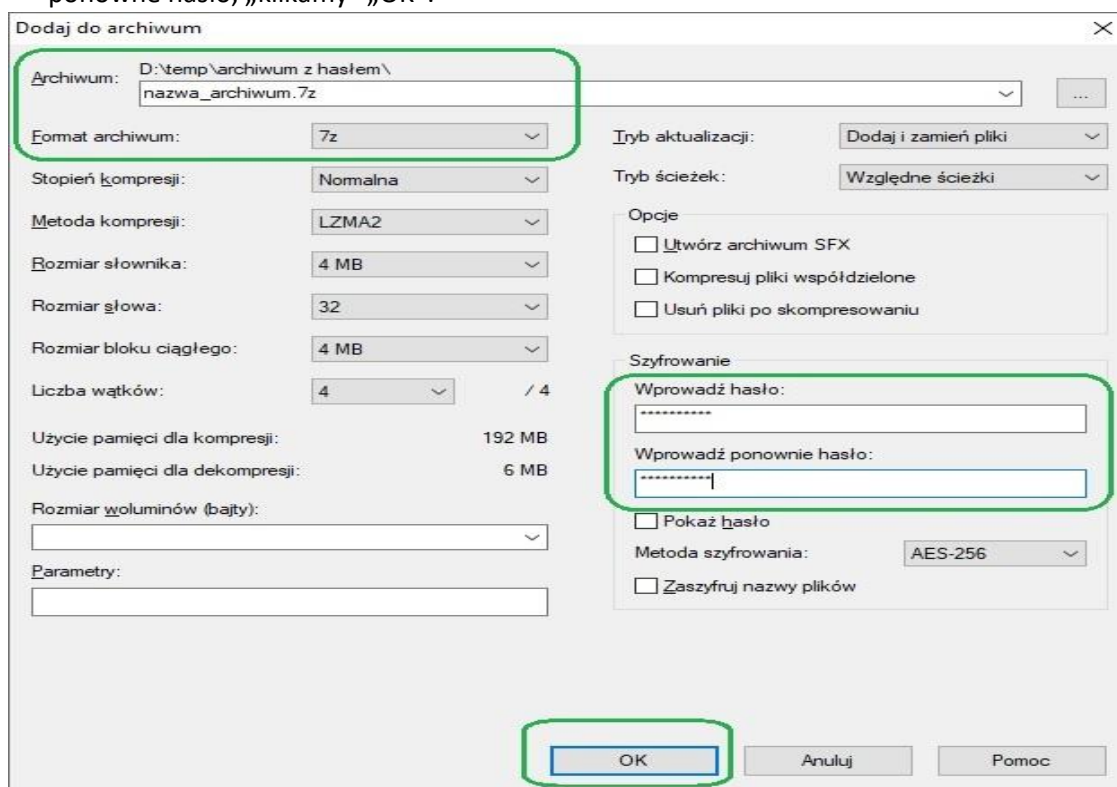 ponowne hasło, „klikamy" „OK".
Dodaj do archiwum
Archiwum:
D:\temp\archiwum z hasłem\
nazwa_archiwum.7z
...
Format archiwum: 7z
Tryb aktualizacji: Dodaj i zamień pliki
Stopień kompresji: Normalna
Tryb ścieżek: Względne ścieżki
Metoda kompresji: LZMA2
Rozmiar słownika: 4 MB
Rozmiar słowa: 32
Rozmiar bloku ciągłego: 4 MB
Liczba wątków: 4 / 4
Użycie pamięci dla kompresji: 192 MB
Użycie pamięci dla dekompresji: 6 MB
Rozmiar woluminów (bajty):
Parametry:
Opcje
Utwórz archiwum SFX
Kompresuj pliki współdzielone
Usuń pliki po skompresowaniu
Szyfrowanie
Wprowadź hasło:
**********
Wprowadź ponownie hasło:
**********
Pokaż hasło
Metoda szyfrowania: AES-256
Zaszyfruj nazwy plików
OK
Anuluj
Pomoc